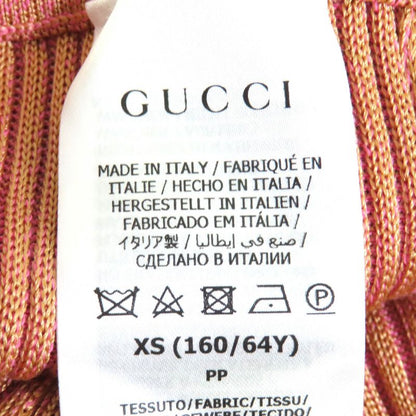 GUCCI
MADE IN ITALY / FABRIQUÉ EN
ITALIE / HECHO EN ITALIA /
HERGESTELLT IN ITALIEN /
FABRICADO EM ITÁLIA /
イタリア製 / صنع في إيطاليا /
СДЕЛАНО В ИТАЛИИ
P
XS (160/64Y)
PP
TESSUTO/FABRIC/TISSU/